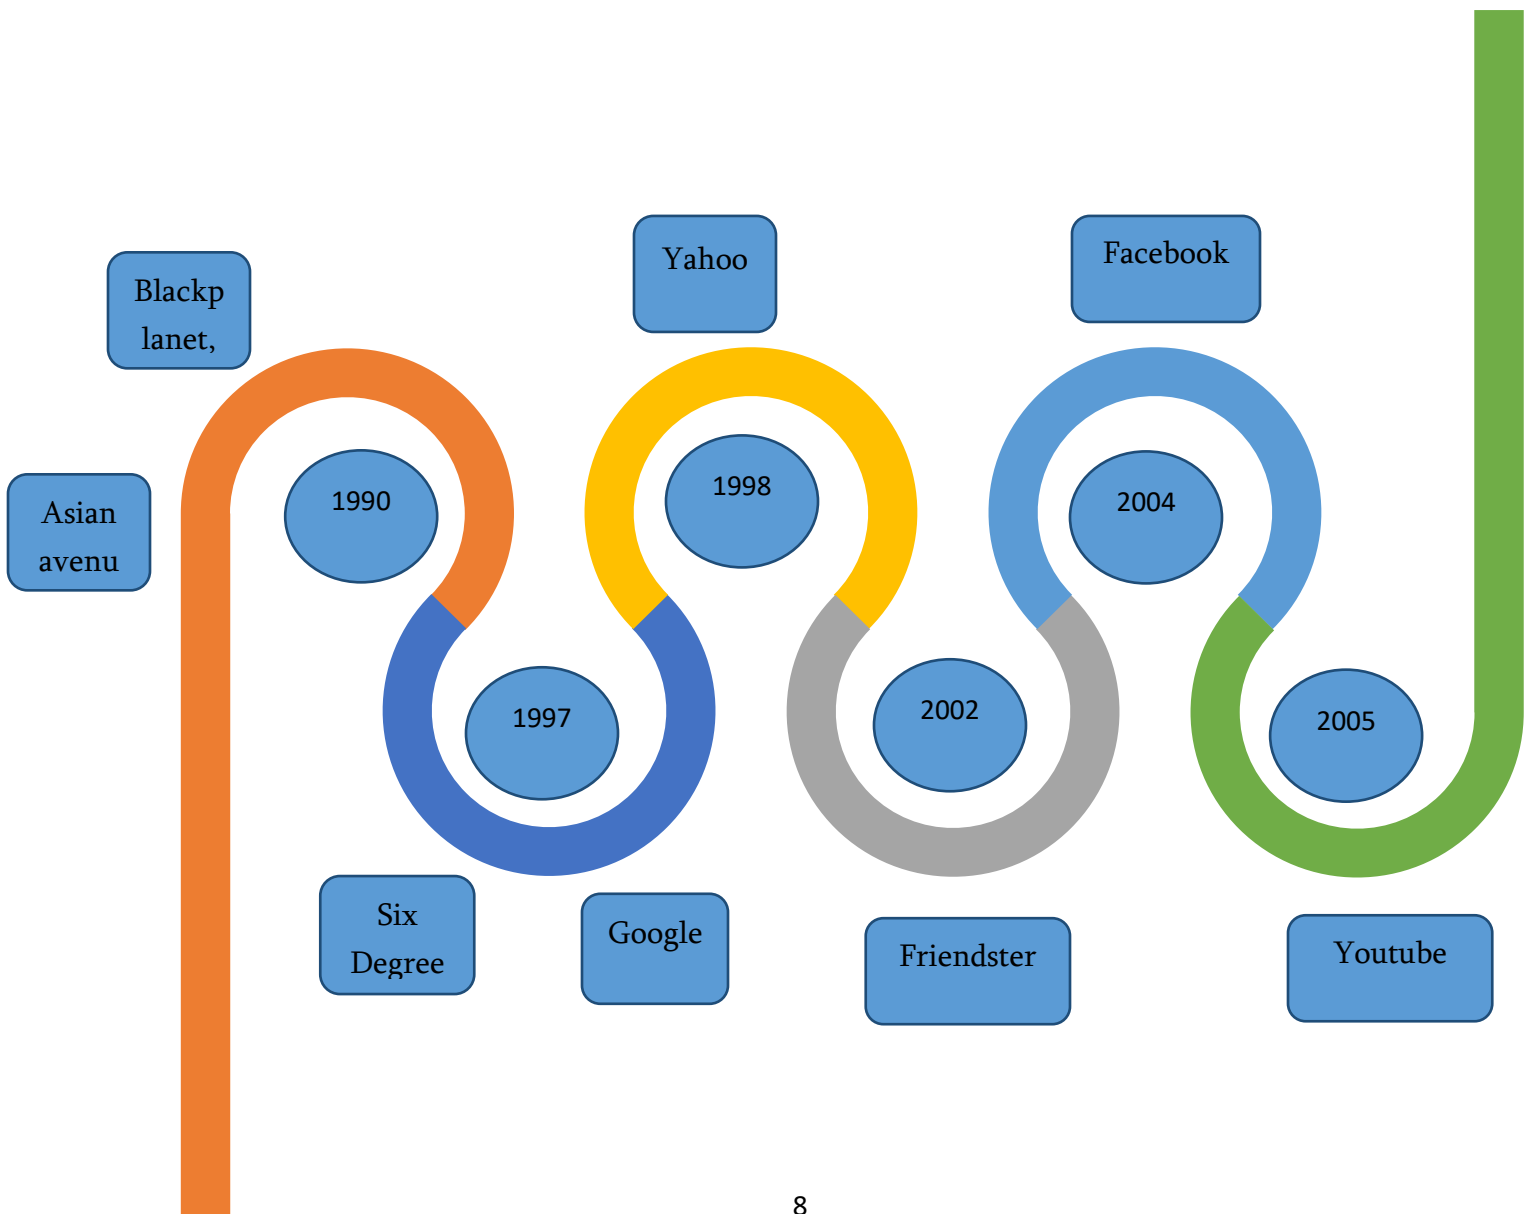 Yahoo
Facebook
Blackp
lanet,
1990
1998
2004
Asian
avenu
1997
2002
2005
Six
Degree
Google
Friendster
Youtube
8